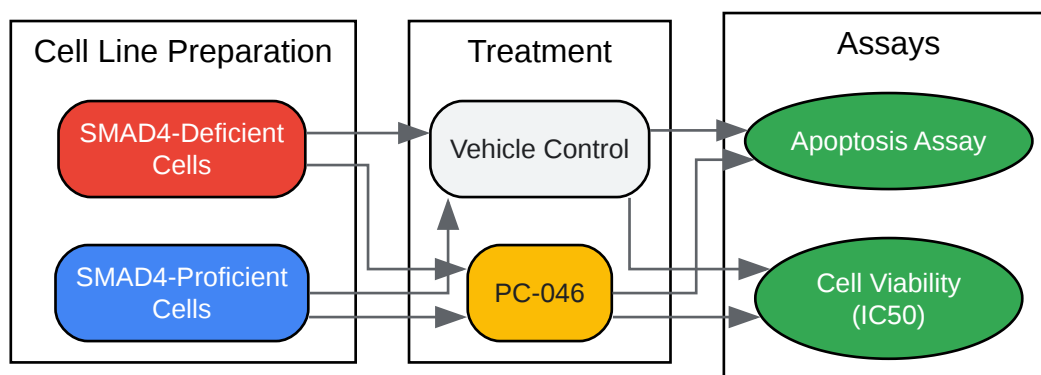 Cell Line Preparation
SMAD4-Deficient
Cells
SMAD4-Proficient
Cells
Treatment
Vehicle Control
PC-046
Assays
Apoptosis Assay
Cell Viability
(IC50)